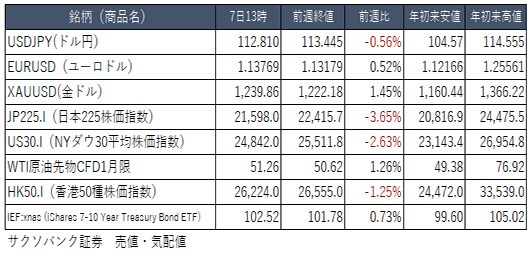 銘柄（商品名） 7日13時 前週終値 前週比 年初来安値 年初来高値
USDJPY(ドル円) 112.810 113.445 -0.56% 104.57 114.555
EURUSD（ユーロドル） 1.13769 1.13179 0.52% 1.12166 1.25561
XAUUSD(金ドル) 1,239.86 1,222.18 1.45% 1,160.44 1,366.22
JP225.I（日本225株価指数） 21,598.0 22,415.7 -3.65% 20,816.9 24,475.5
US30.I（NYダウ30平均株価指数） 24,842.0 25,511.8 -2.63% 23,143.4 26,954.8
WTI原油先物CFD1月限 51.26 50.62 1.26% 49.38 76.92
HK50.I（香港50種株価指数） 26,224.0 26,555.0 -1.25% 24,472.0 33,539.0
IEF:xnas (iShares 7-10 Year Treasury Bond ETF) 102.52 101.78 0.73% 99.60 105.02
サクソバンク証券　売値・気配値